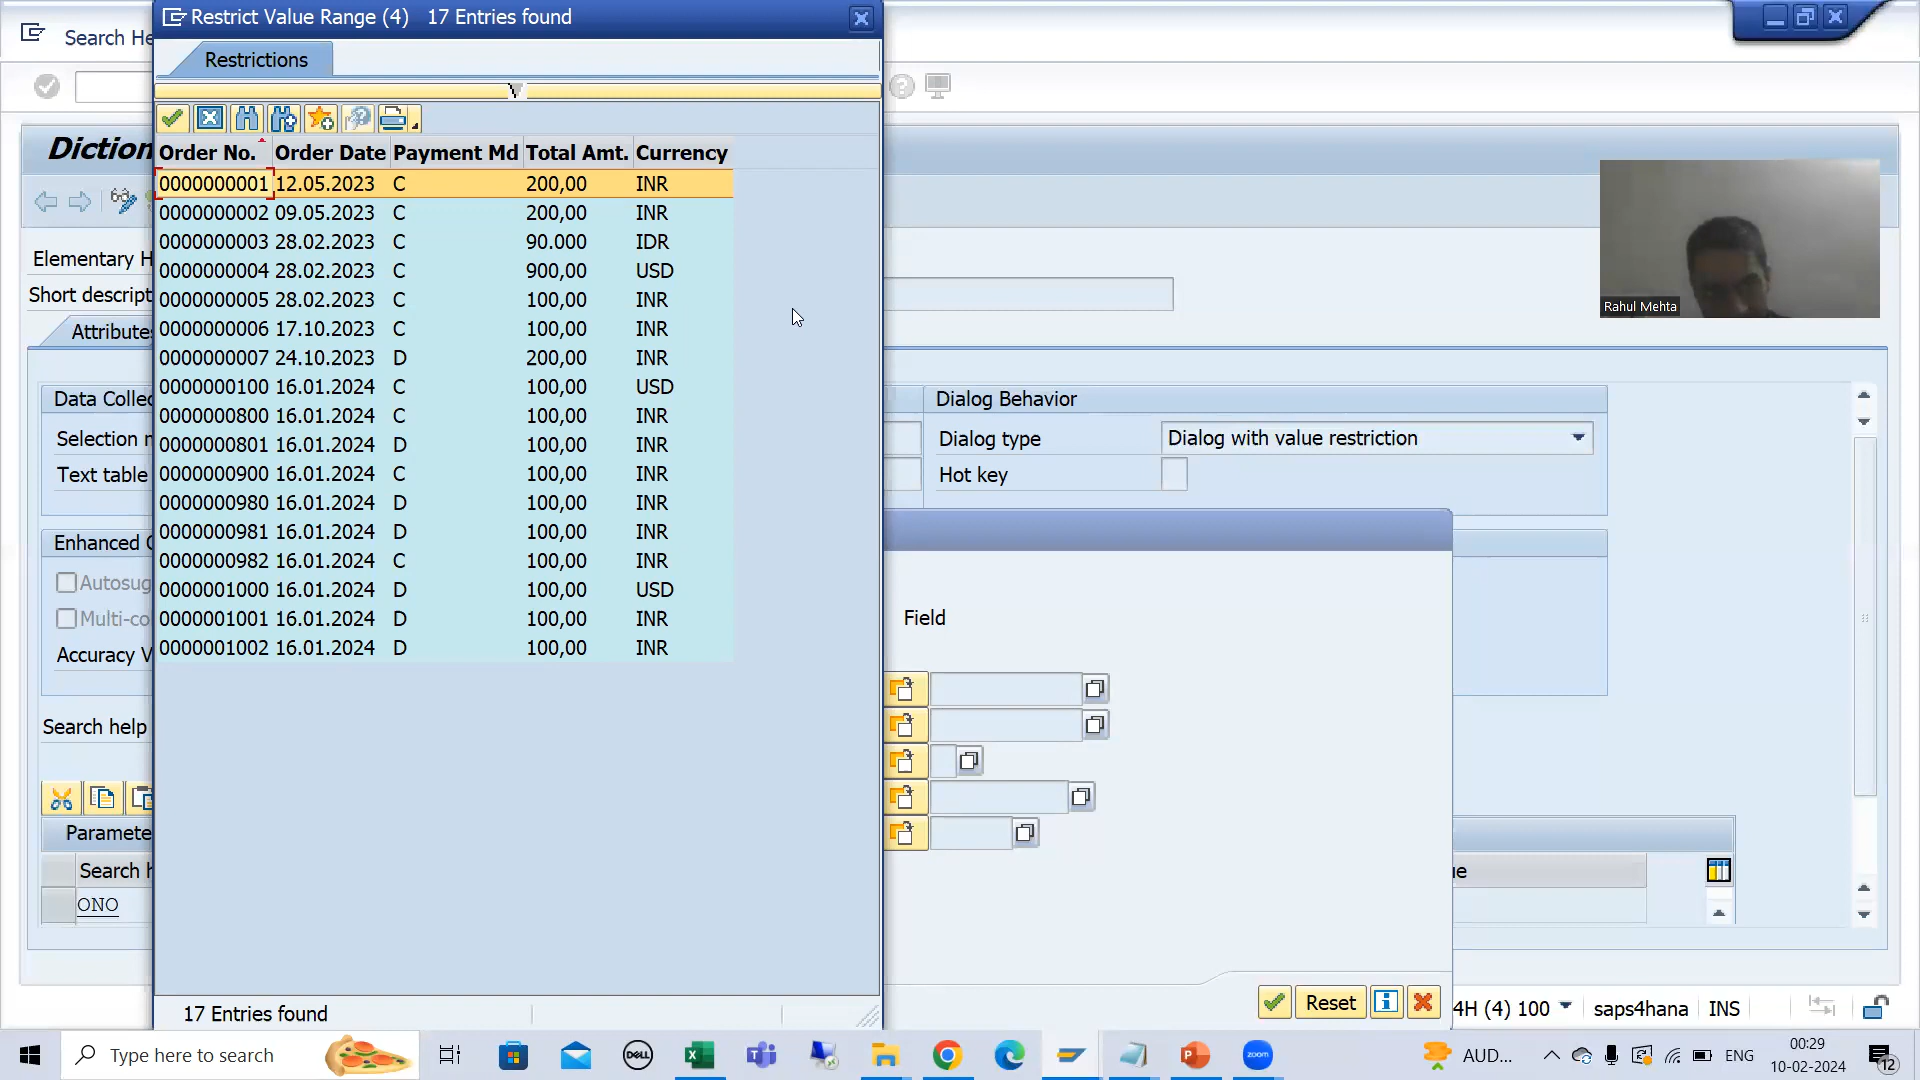 Restrict Value Range (4) 17 Entries found
Search He
Restrictions
Diction
Order No. Order Date Payment Md Total Amt. Currency
0000000001 12.05.2023 C 200,00 INR
0000000002 09.05.2023 C 200,00 INR
0000000003 28.02.2023 C 90.000 IDR
0000000004 28.02.2023 C 900,00 USD
0000000005 28.02.2023 C 100,00 INR
0000000006 17.10.2023 C 100,00 INR
0000000007 24.10.2023 D 200,00 INR
0000000100 16.01.2024 C 100,00 USD
0000000800 16.01.2024 C 100,00 INR
0000000801 16.01.2024 D 100,00 INR
0000000900 16.01.2024 C 100,00 INR
0000000980 16.01.2024 D 100,00 INR
0000000981 16.01.2024 D 100,00 INR
0000000982 16.01.2024 C 100,00 INR
0000001000 16.01.2024 D 100,00 USD
0000001001 16.01.2024 D 100,00 INR
0000001002 16.01.2024 D 100,00 INR
17 Entries found
Elementary H
Short descript
Attributes
Data Collec
Selection m
Text table
Enhanced O
Autosug
Multi-co
Accuracy V
Search help
Paramete
Search h
ONO
Rahul Mehta
Dialog Behavior
Dialog type Dialog with value restriction
Hot key
Field
ue
Reset
4H (4) 100 saps4hana INS
Type here to search
DELL
zoom
AUD...
ENG
00:29
10-02-2024
12